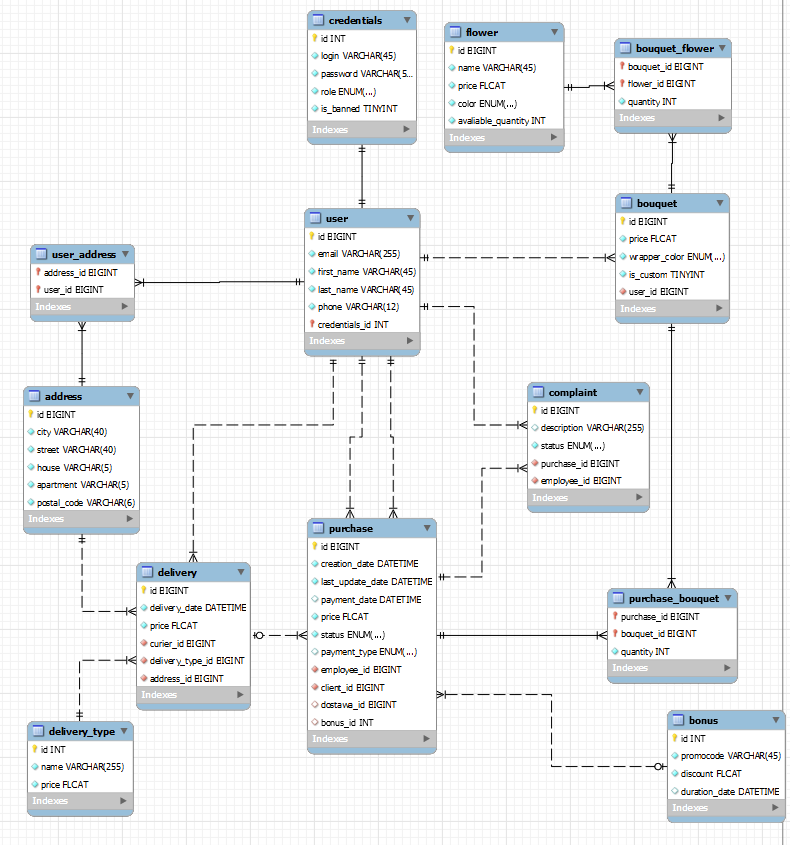 credentials
id INT
login VARCHAR(45)
password VARCHAR(5...
role ENUM(...)
is_banned TINYINT
Indexes
flower
id BIGINT
name VARCHAR(45)
price FLCAT
color ENUM(...)
avaliable_quantity INT
Indexes
bouquet_flower
bouquet_id BIGINT
flower_id BIGINT
quantity INT
Indexes
user
id BIGINT
email VARCHAR(255)
first_name VARCHAR(45)
last_name VARCHAR(45)
phone VARCHAR(12)
credentials_id INT
Indexes
bouquet
id BIGINT
price FLCAT
wrapper_color ENUM(...)
is_custom TINYINT
user_id BIGINT
Indexes
user_address
address_id BIGINT
user_id BIGINT
Indexes
address
id BIGINT
city VARCHAR(40)
street VARCHAR(40)
house VARCHAR(5)
apartment VARCHAR(5)
postal_code VARCHAR(6)
Indexes
complaint
id BIGINT
description VARCHAR(255)
status ENUM(...)
purchase_id BIGINT
employee_id BIGINT
Indexes
purchase
id BIGINT
creation_date DATETIME
last_update_date DATETIME
payment_date DATETIME
price FLCAT
status ENUM(...)
payment_type ENUM(...)
employee_id BIGINT
client_id BIGINT
dostawa_id BIGINT
bonus_id INT
Indexes
delivery
id BIGINT
delivery_date DATETIME
price FLCAT
curier_id BIGINT
delivery_type_id BIGINT
address_id BIGINT
Indexes
purchase_bouquet
purchase_id BIGINT
bouquet_id BIGINT
quantity INT
Indexes
delivery_type
id INT
name VARCHAR(255)
price FLCAT
Indexes
bonus
id INT
promocode VARCHAR(45)
discount FLCAT
duration_date DATETIME
Indexes